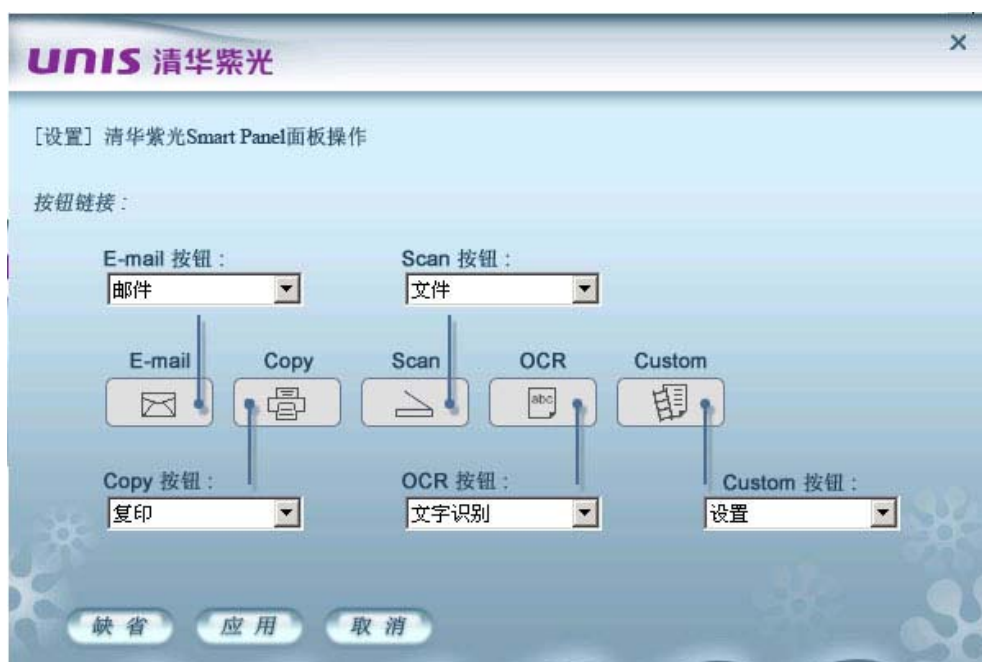 UNIS 清华紫光
[设置] 清华紫光Smart Panel面板操作
按钮链接：
E-mail 按钮： Scan 按钮：
邮件 文件
E-mail Copy Scan OCR Custom
abc
Copy 按钮： OCR 按钮： Custom 按钮：
复印 文字识别 设置
缺省 应用 取消